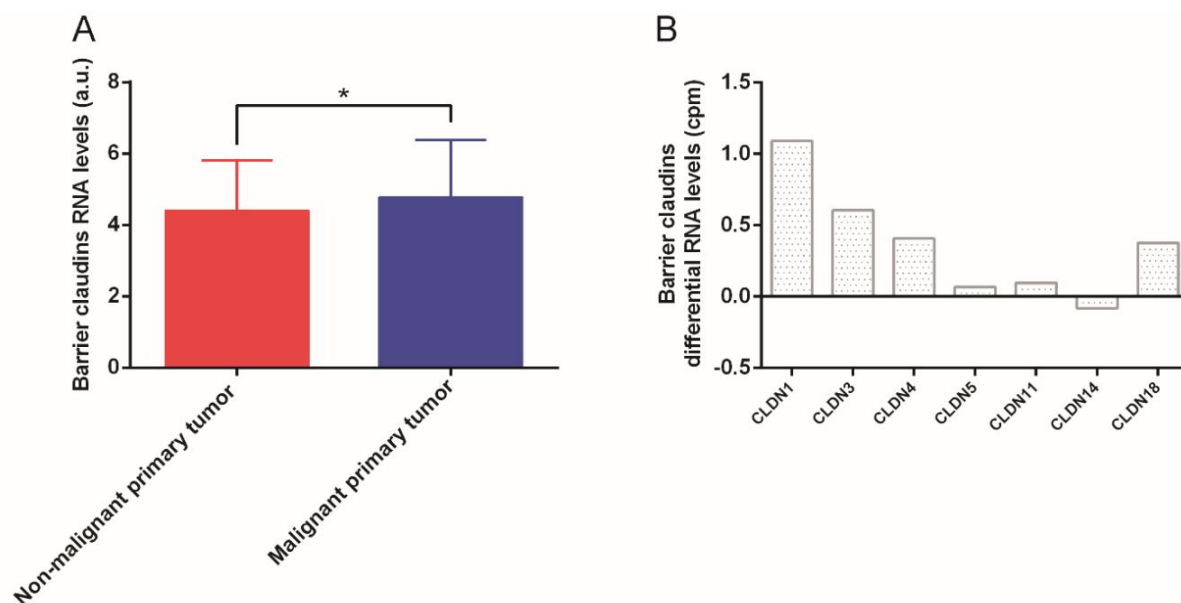 A
Barrier claudins RNA levels (a.u.)
8
6
4
2
0
*
Non-malignant primary tumor
Malignant primary tumor
B
Barrier claudins
differential RNA levels (cpm)
1.5
1.0
0.5
0.0
-0.5
CLDN1
CLDN3
CLDN4
CLDN5
CLDN11
CLDN14
CLDN18